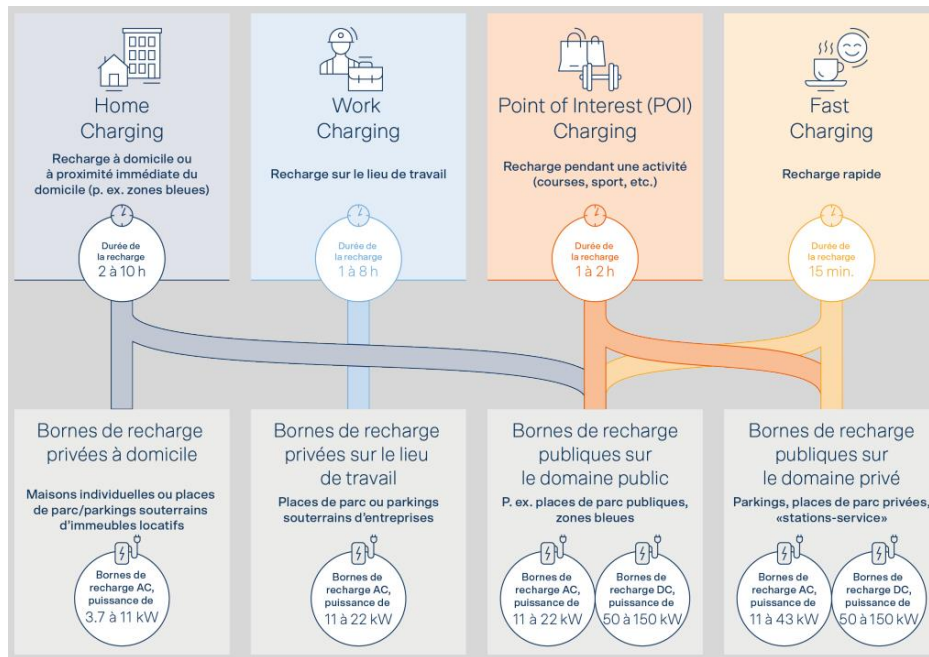 Home
Charging
Recharge à domicile ou
à proximité immédiate du
domicile (p. ex. zones bleues)
Durée de
la recharge
2 à 10 h
Work
Charging
Recharge sur le lieu de travail
Durée de
la recharge
1 à 8 h
Point of Interest (POI)
Charging
Recharge pendant une activité
(courses, sport, etc.)
Durée de
la recharge
1 à 2 h
Fast
Charging
Recharge rapide
Durée de
la recharge
15 min.
Bornes de recharge
privées à domicile
Maisons individuelles ou places
de parc/parkings souterrains
d'immeubles locatifs
Bornes de
recharge AC,
puissance de
3.7 à 11 kW
Bornes de recharge
privées sur le lieu
de travail
Places de parc ou parkings
souterrains d'entreprises
Bornes de
recharge AC,
puissance de
11 à 22 kW
Bornes de recharge
publiques sur
le domaine public
P. ex. places de parc publiques,
zones bleues
Bornes de
recharge AC,
puissance de
11 à 22 kW
Bornes de
recharge DC,
puissance de
50 à 150 kW
Bornes de recharge
publiques sur
le domaine privé
Parkings, places de parc privées,
«stations-service»
Bornes de
recharge AC,
puissance de
11 à 43 kW
Bornes de
recharge DC,
puissance de
50 à 150 kW